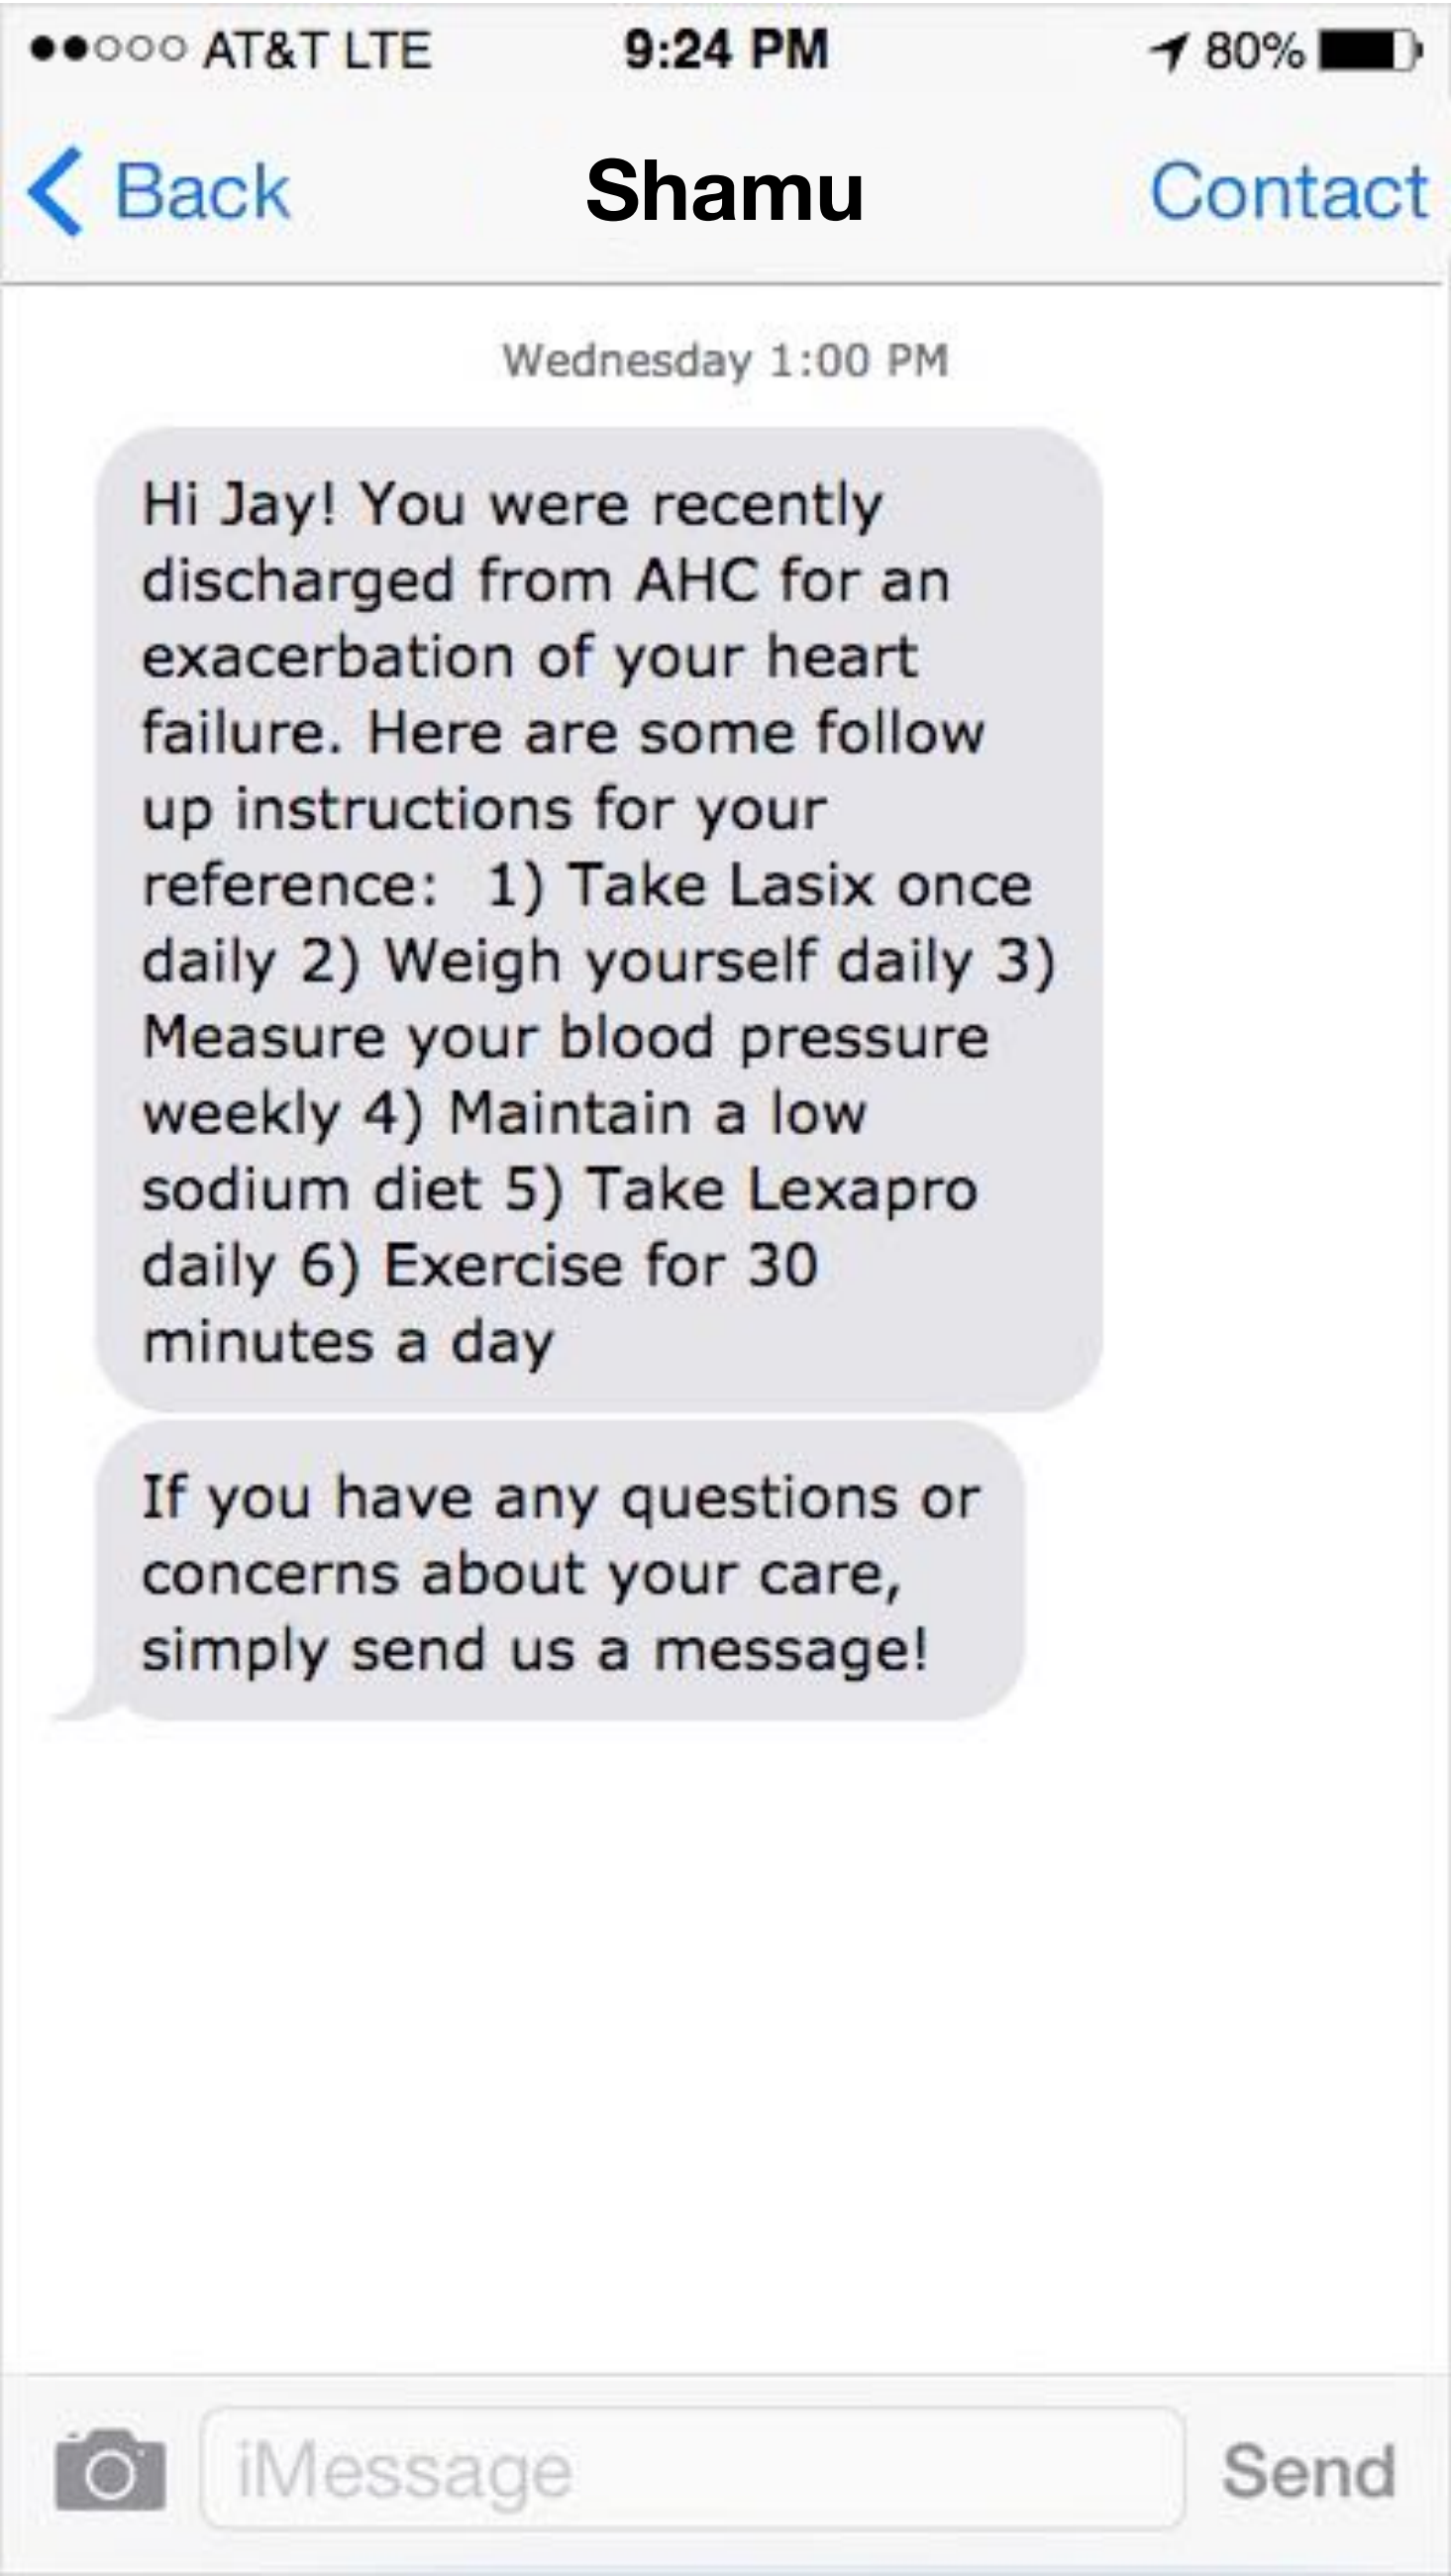 AT&T LTE 9:24 PM 80%
Back Shamu Contact
Wednesday 1:00 PM
Hi Jay! You were recently
discharged from AHC for an
exacerbation of your heart
failure. Here are some follow
up instructions for your
reference:  1) Take Lasix once
daily 2) Weigh yourself daily 3)
Measure your blood pressure
weekly 4) Maintain a low
sodium diet 5) Take Lexapro
daily 6) Exercise for 30
minutes a day
If you have any questions or
concerns about your care,
simply send us a message!
iMessage Send